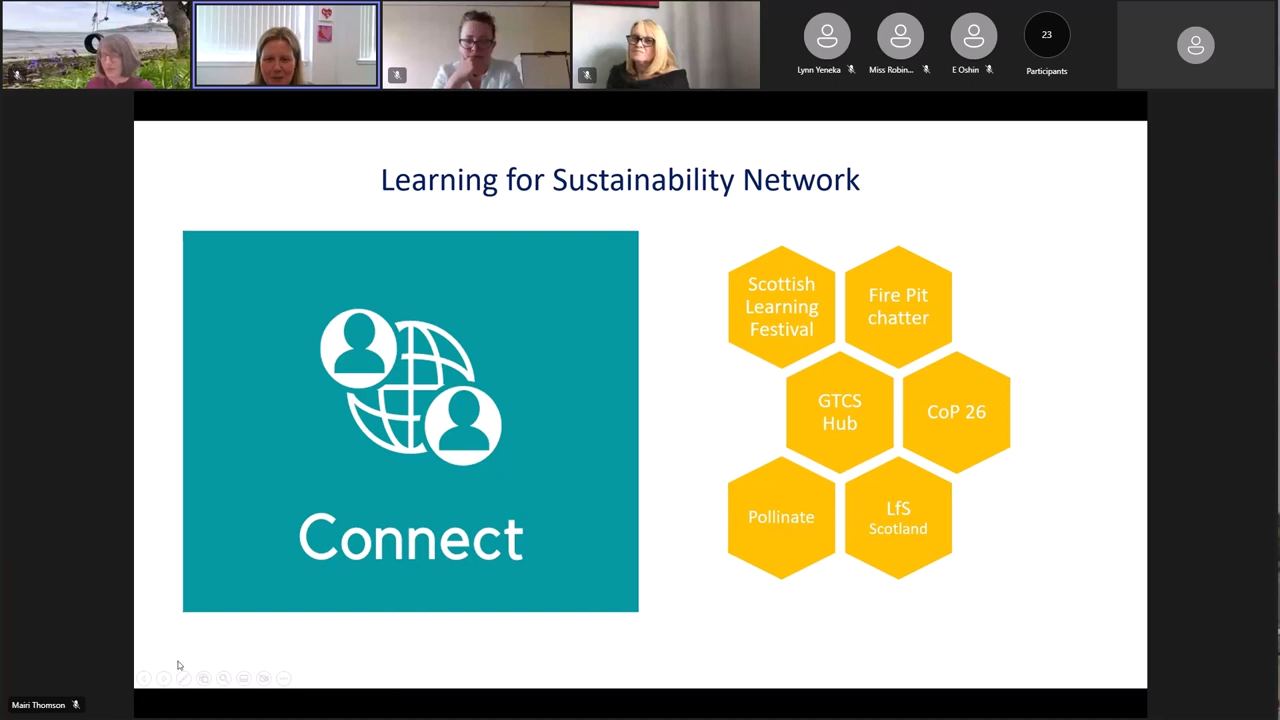 Lynn Yeneka
Miss Robin...
E Oshin
23
Participants
Learning for Sustainability Network
Connect
Scottish
Learning
Festival
Fire Pit
chatter
GTCS
Hub
CoP 26
Pollinate
LfS
Scotland
Mairi Thomson